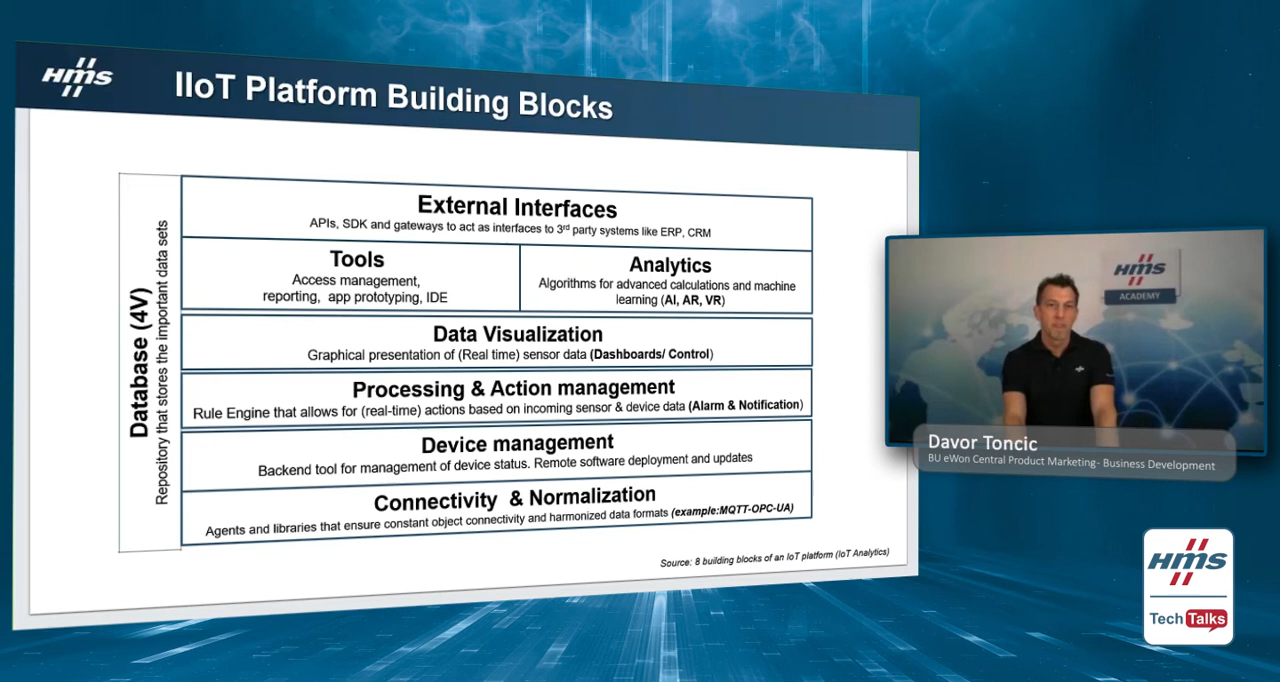 HMS
IIoT Platform Building Blocks
Database (4V)
Repository that stores the important data sets
External Interfaces
APIs, SDK and gateways to act as interfaces to 3rd party systems like ERP, CRM
Tools
Access management,
reporting, app prototyping, IDE
Analytics
Algorithms for advanced calculations and machine
learning (AI, AR, VR)
Data Visualization
Graphical presentation of (Real time) sensor data (Dashboards/ Control)
Processing & Action management
Rule Engine that allows for (real-time) actions based on incoming sensor & device data (Alarm & Notification)
Device management
Backend tool for management of device status. Remote software deployment and updates
Connectivity & Normalization
Agents and libraries that ensure constant object connectivity and harmonized data formats (example:MQTT-OPC-UA)
Source: 8 building blocks of an IoT platform (IoT Analytics)
HMS
ACADEMY
Davor Toncic
BU eWon Central Product Marketing- Business Development
HMS
Tech Talks